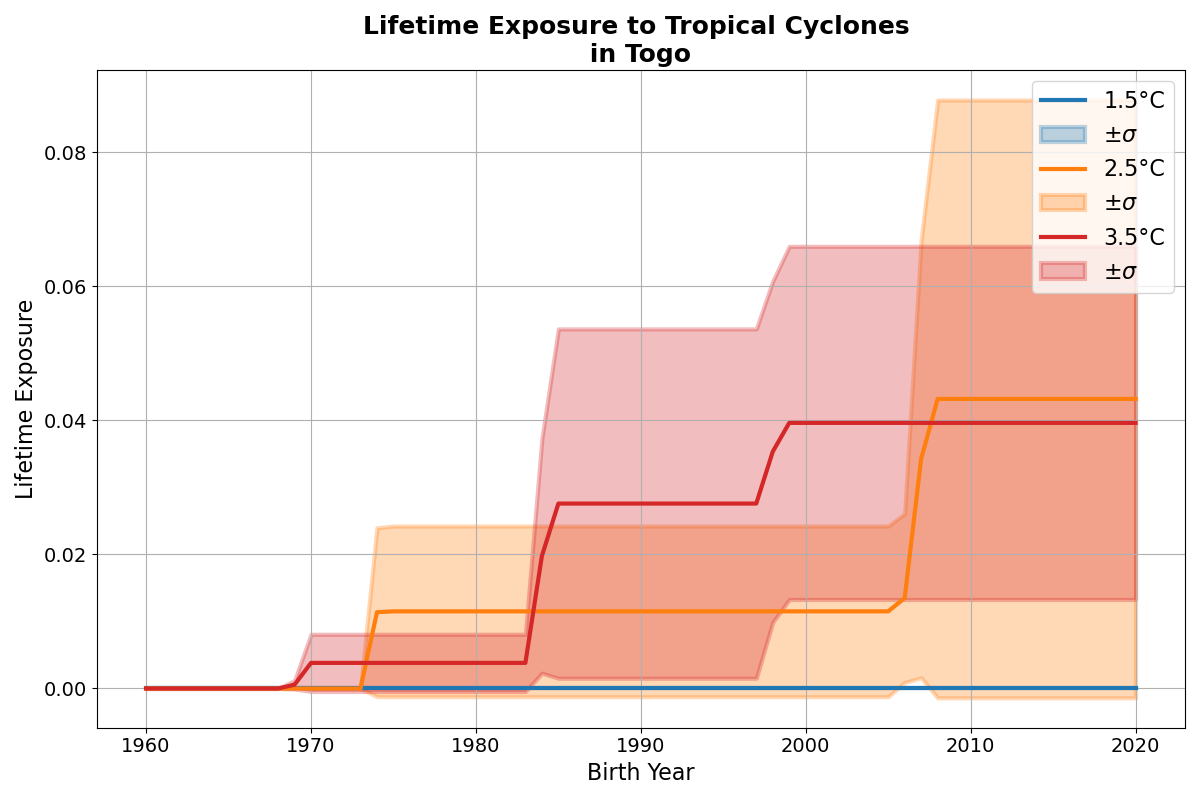 Lifetime Exposure to Tropical Cyclones
in Togo
Lifetime Exposure
0.08
0.06
0.04
0.02
0.00
1960
1970
1980
1990
2000
2010
2020
Birth Year
1.5°C
±σ
2.5°C
±σ
3.5°C
±σ